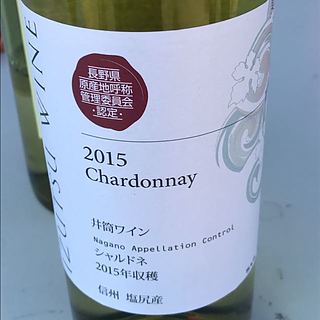 長野県
原産地呼称
管理委員会
・認定・
2015
Chardonnay
井筒ワイン
Nagano Appellation Control
シャルドネ
2015年収穫
信州 塩尻産